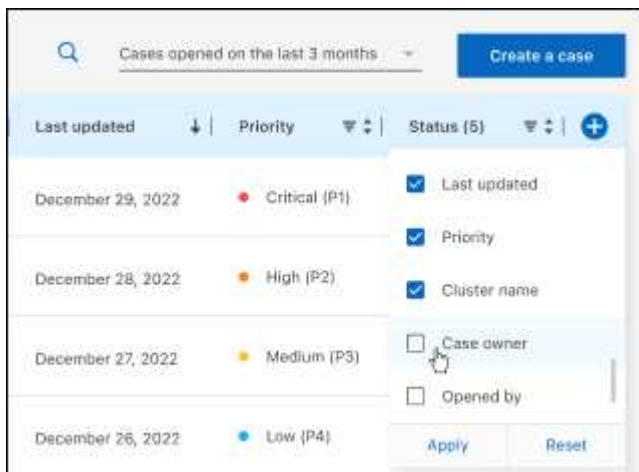 Cases opened on the last 3 months
Create a case
Last updated Priority Status (5)
December 29, 2022 Critical (P1)
December 28, 2022 High (P2)
December 27, 2022 Medium (P3)
December 26, 2022 Low (P4)
Last updated
Priority
Cluster name
Case owner
Opened by
Apply Reset